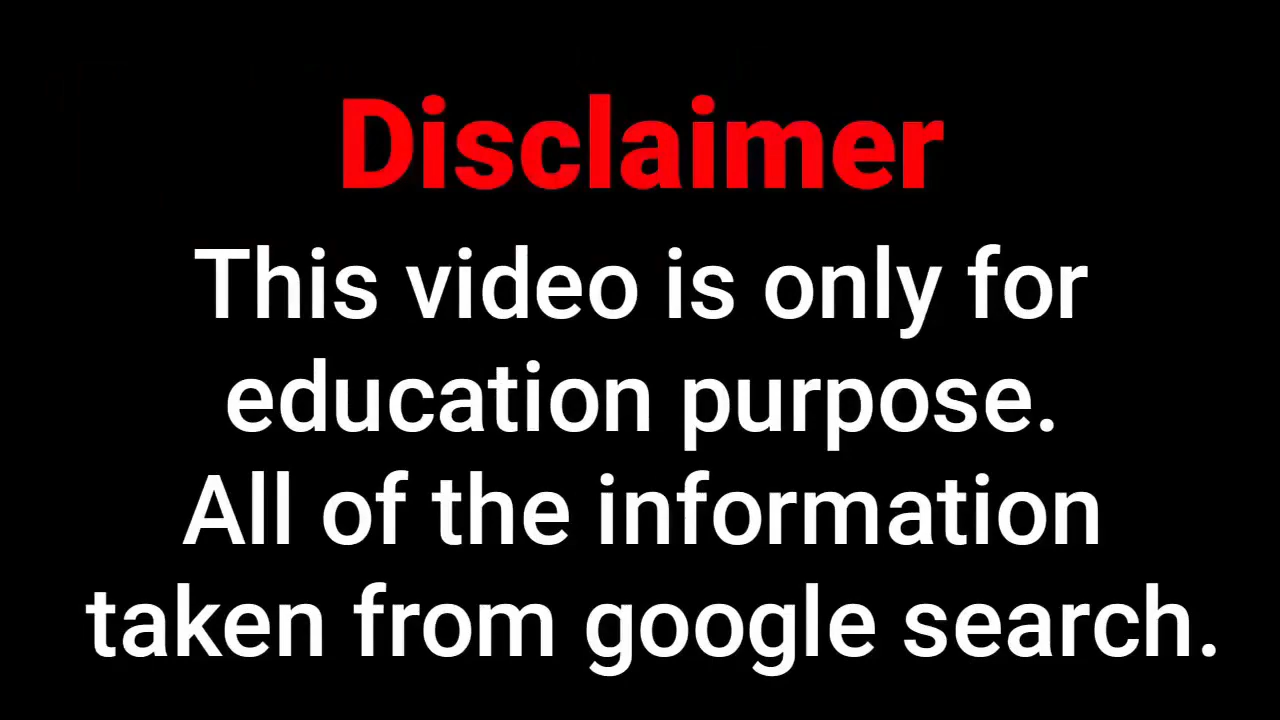 Disclaimer
This video is only for
education purpose.
All of the information
taken from google search.